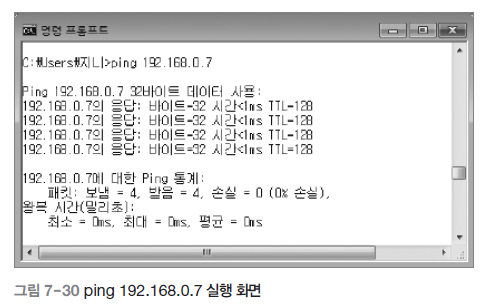 명령 프롬프트
C:\Users\지니>ping 192.168.0.7
Ping 192.168.0.7 32바이트 데이터 사용:
192.168.0.7의 응답: 바이트=32 시간<1ms TTL=128
192.168.0.7의 응답: 바이트=32 시간<1ms TTL=128
192.168.0.7의 응답: 바이트=32 시간<1ms TTL=128
192.168.0.7의 응답: 바이트=32 시간<1ms TTL=128
192.168.0.7에 대한 Ping 통계:
패킷: 보냄 = 4, 받음 = 4, 손실 = 0 (0% 손실),
왕복 시간(밀리초):
최소 = 0ms, 최대 = 0ms, 평균 = 0ms
그림 7-30 ping 192.168.0.7 실행 화면